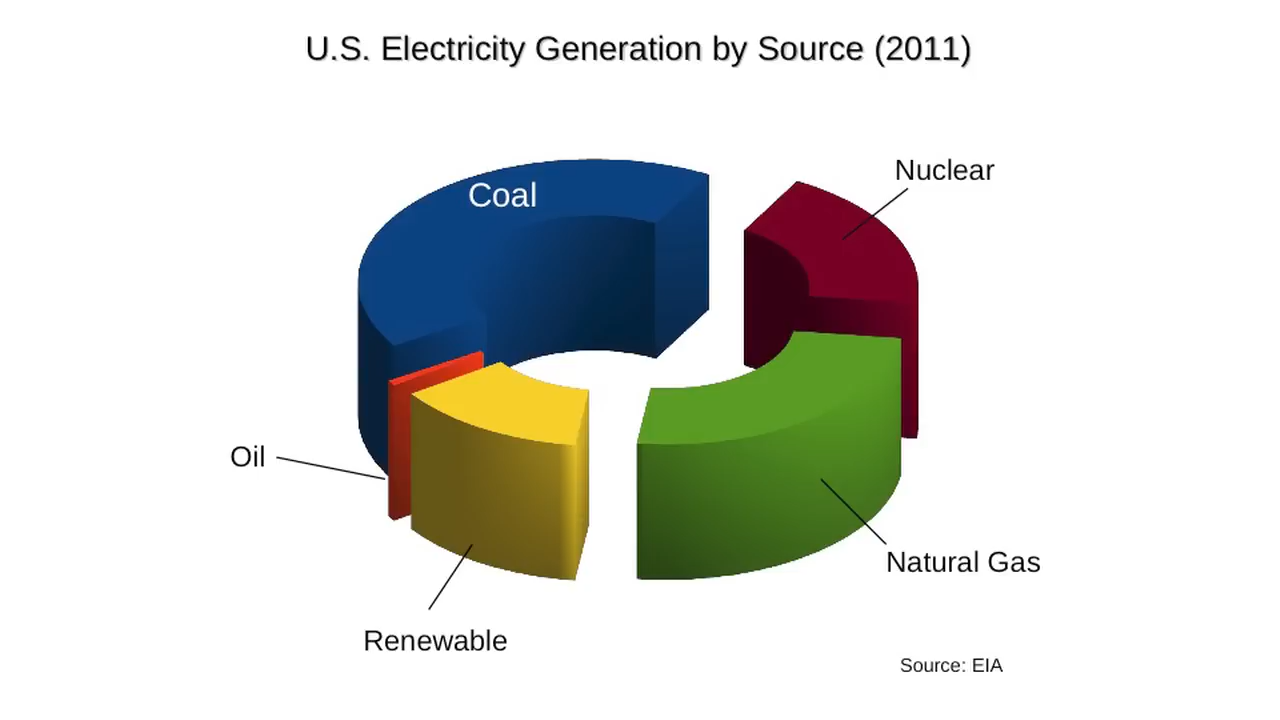 U.S. Electricity Generation by Source (2011)
Nuclear
Coal
Oil
Natural Gas
Renewable
Source: EIA